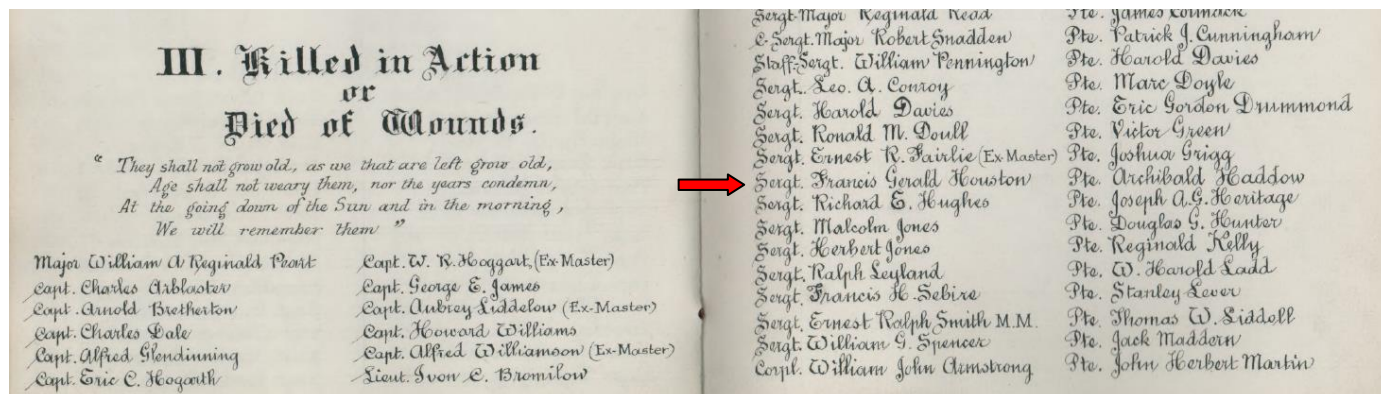 III. Killed in Action
or
Died of Wounds.
"They shall not grow old, as we that are left grow old,
Age shall not weary them, nor the years condemn,
At the going down of the Sun and in the morning,
We will remember them"
Major William A Reginald Peart
Capt. Charles Arblaster
Capt. Arnold Bretherton
Capt. Charles Dale
Capt. Alfred Glendinning
Capt. Eric C. Hogarth
Capt. W. R. Hoggart, (Ex-Master)
Capt. George E. James
Capt. Aubrey Liddelow (Ex-Master)
Capt. Howard Williams
Capt. Alfred Williamson (Ex-Master)
Lieut. Ivon C. Bromilow
Sergt-Major Reginald Read
C-Sergt. Major Robert Snadden
Staff-Sergt. William Pennington
Sergt. Leo. A. Conroy
Sergt. Harold Davies
Sergt. Ronald M. Doull
Sergt. Ernest R. Fairlie (Ex-Master)
Sergt. Francis Gerald Houston
Sergt. Richard E. Hughes
Sergt. Malcolm Jones
Sergt. Herbert Jones
Sergt. Ralph Leyland
Sergt. Francis H. Sebire
Sergt. Ernest Ralph Smith M.M.
Sergt. William G. Spencer
Corpl. William John Armstrong
Pte. James Cormack
Pte. Patrick J. Cunningham
Pte. Harold Davies
Pte. Marc Doyle
Pte. Eric Gordon Drummond
Pte. Victor Green
Pte. Joshua Grigg
Pte. Archibald Haddow
Pte. Joseph A.G. Heritage
Pte. Douglas G. Hunter
Pte. Reginald Kelly
Pte. W. Harold Ladd
Pte. Stanley Lever
Pte. Thomas W. Liddell
Pte. Jack Maddern
Pte. John Herbert Martin